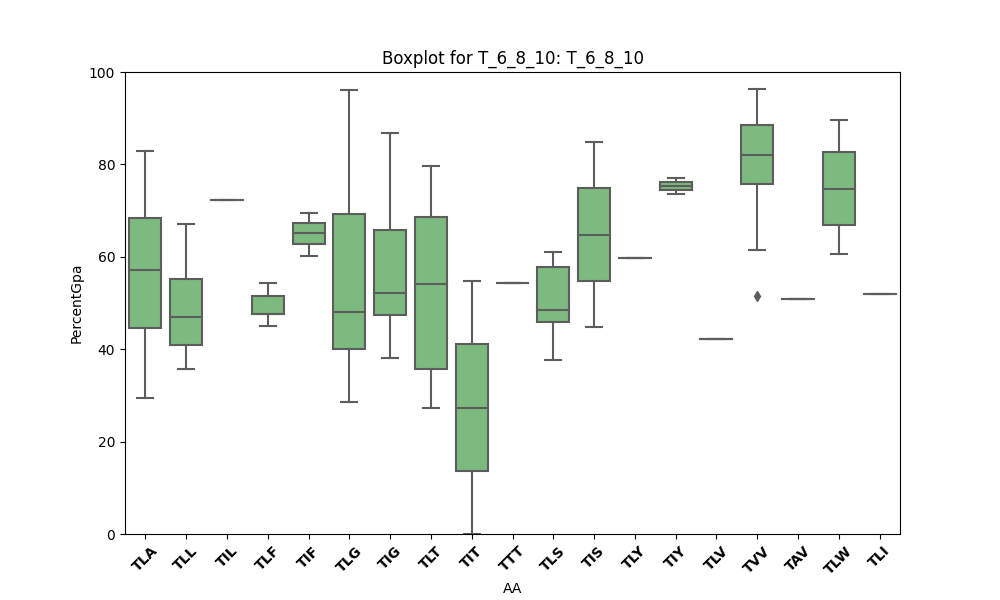 Boxplot for T_6_8_10: T_6_8_10
100
80
60
40
20
0
PercentGpa
TLA TLL TIL TLF TIF TLG TIG TLT TIT TTT TLS TIS TLY TIY TLV TVV TAV TLW TLI
AA